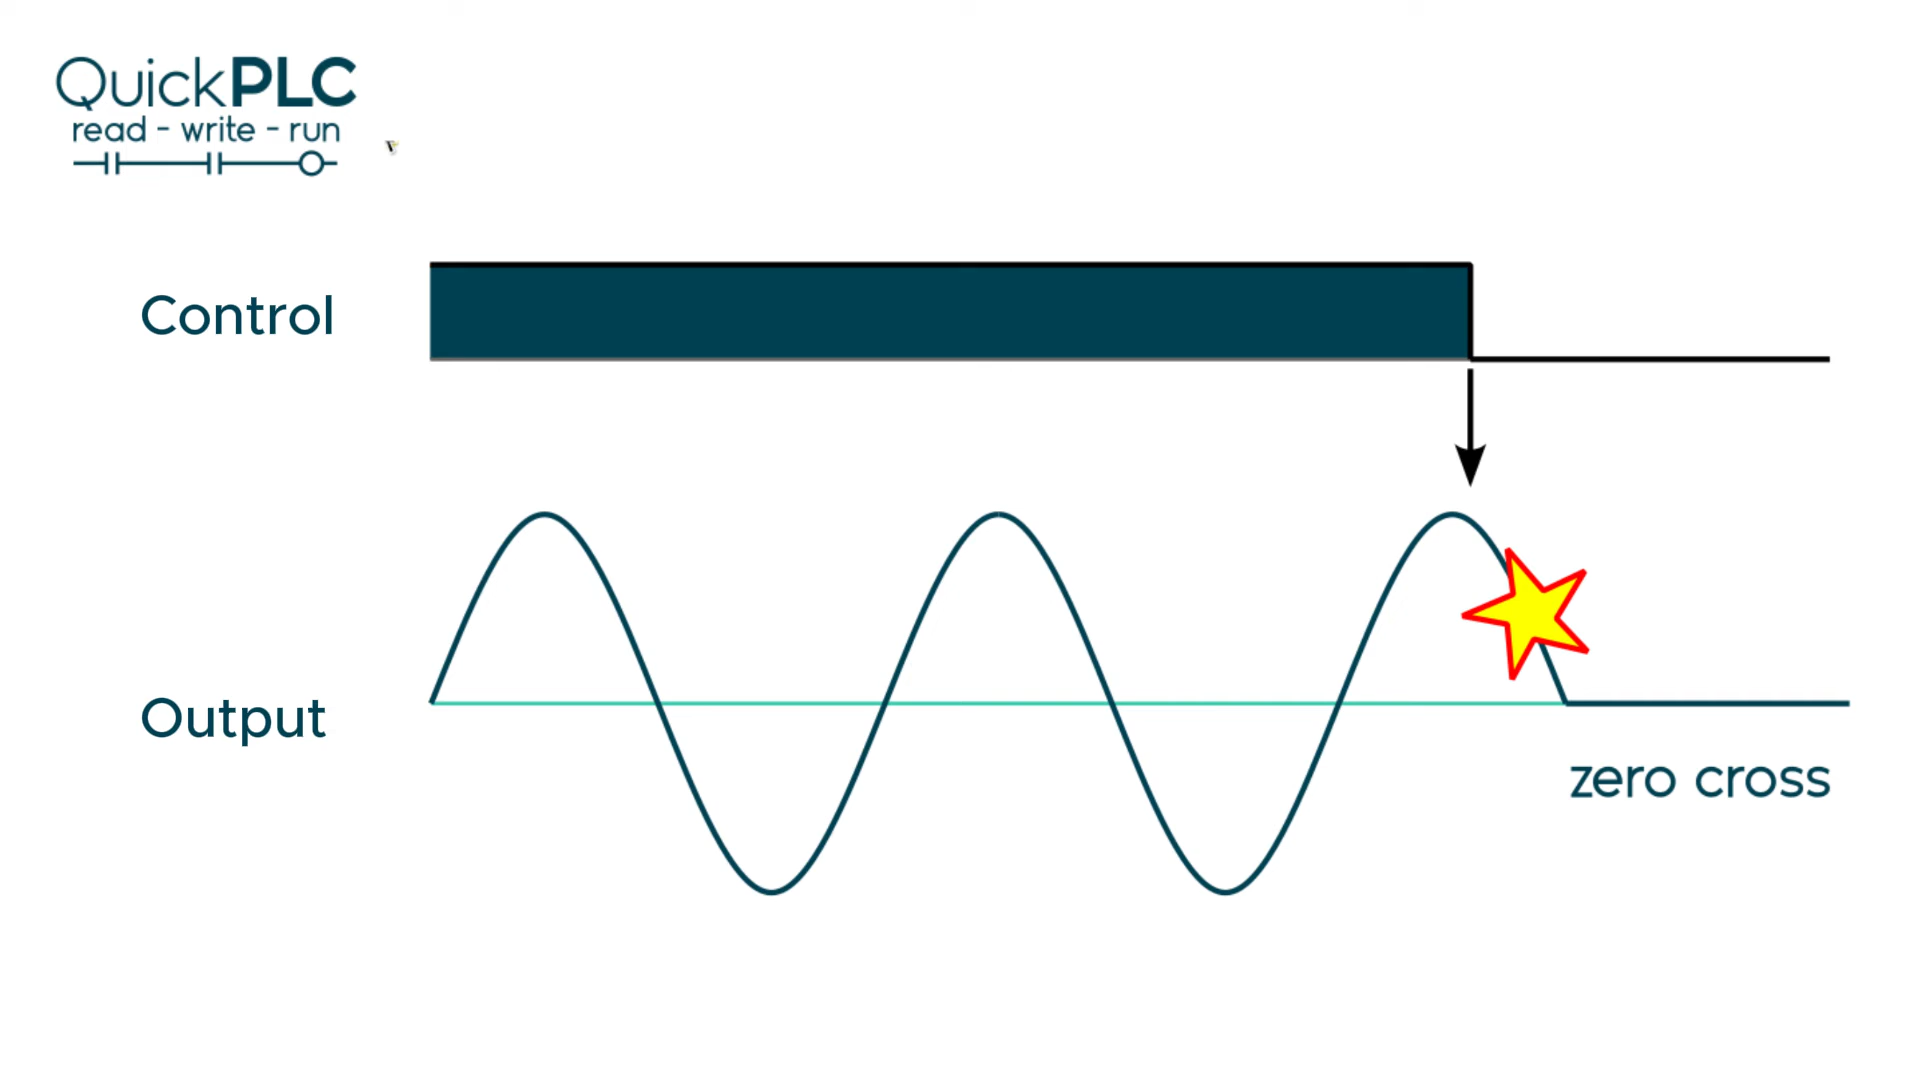 QuickPLC
read - write - run
Control
Output
zero cross